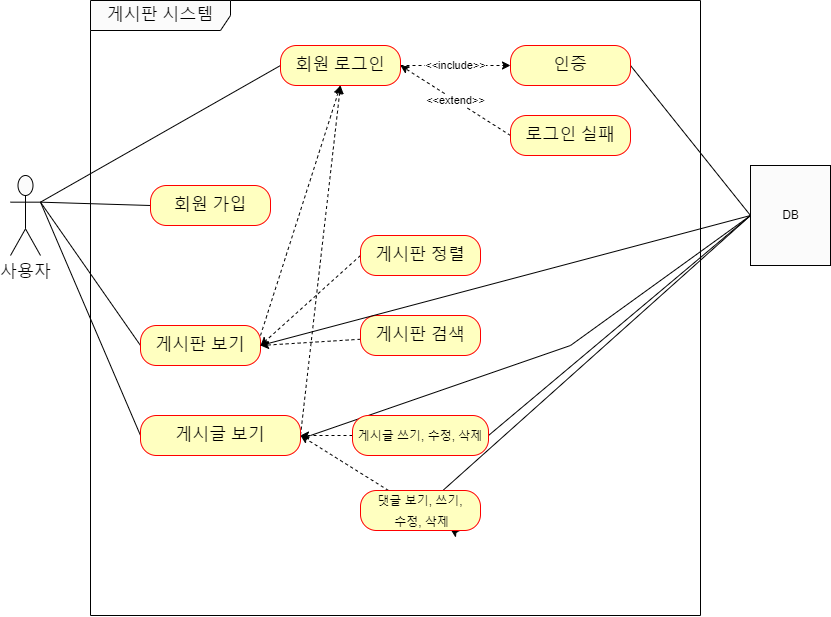 게시판 시스템
회원 로그인
<<include>>
인증
<<extend>>
로그인 실패
회원 가입
사용자
DB
게시판 정렬
게시판 보기
게시판 검색
게시글 보기
게시글 쓰기, 수정, 삭제
댓글 보기, 쓰기,
수정, 삭제